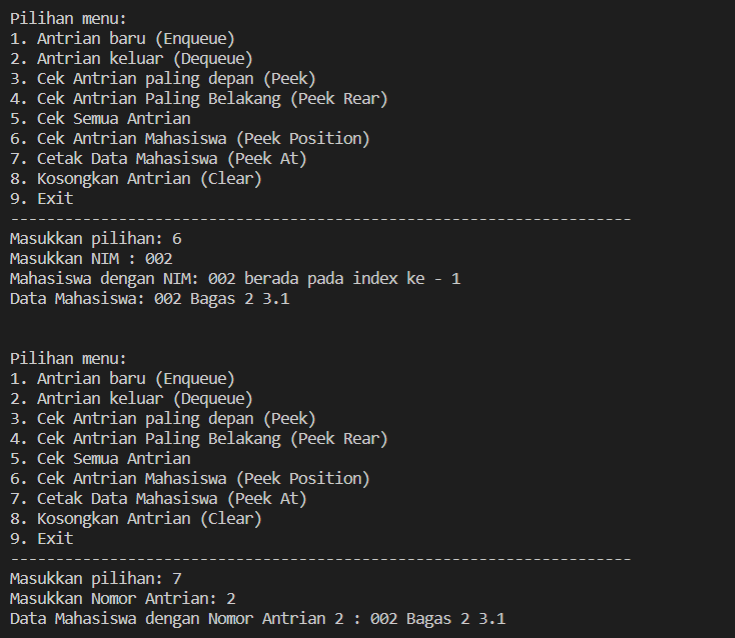 Pilihan menu:
1. Antrian baru (Enqueue)
2. Antrian keluar (Dequeue)
3. Cek Antrian paling depan (Peek)
4. Cek Antrian Paling Belakang (Peek Rear)
5. Cek Semua Antrian
6. Cek Antrian Mahasiswa (Peek Position)
7. Cetak Data Mahasiswa (Peek At)
8. Kosongkan Antrian (Clear)
9. Exit
---------------------------------------------------------------------
Masukkan pilihan: 6
Masukkan NIM : 002
Mahasiswa dengan NIM: 002 berada pada index ke - 1
Data Mahasiswa: 002 Bagas 2 3.1
Pilihan menu:
1. Antrian baru (Enqueue)
2. Antrian keluar (Dequeue)
3. Cek Antrian paling depan (Peek)
4. Cek Antrian Paling Belakang (Peek Rear)
5. Cek Semua Antrian
6. Cek Antrian Mahasiswa (Peek Position)
7. Cetak Data Mahasiswa (Peek At)
8. Kosongkan Antrian (Clear)
9. Exit
---------------------------------------------------------------------
Masukkan pilihan: 7
Masukkan Nomor Antrian: 2
Data Mahasiswa dengan Nomor Antrian 2 : 002 Bagas 2 3.1